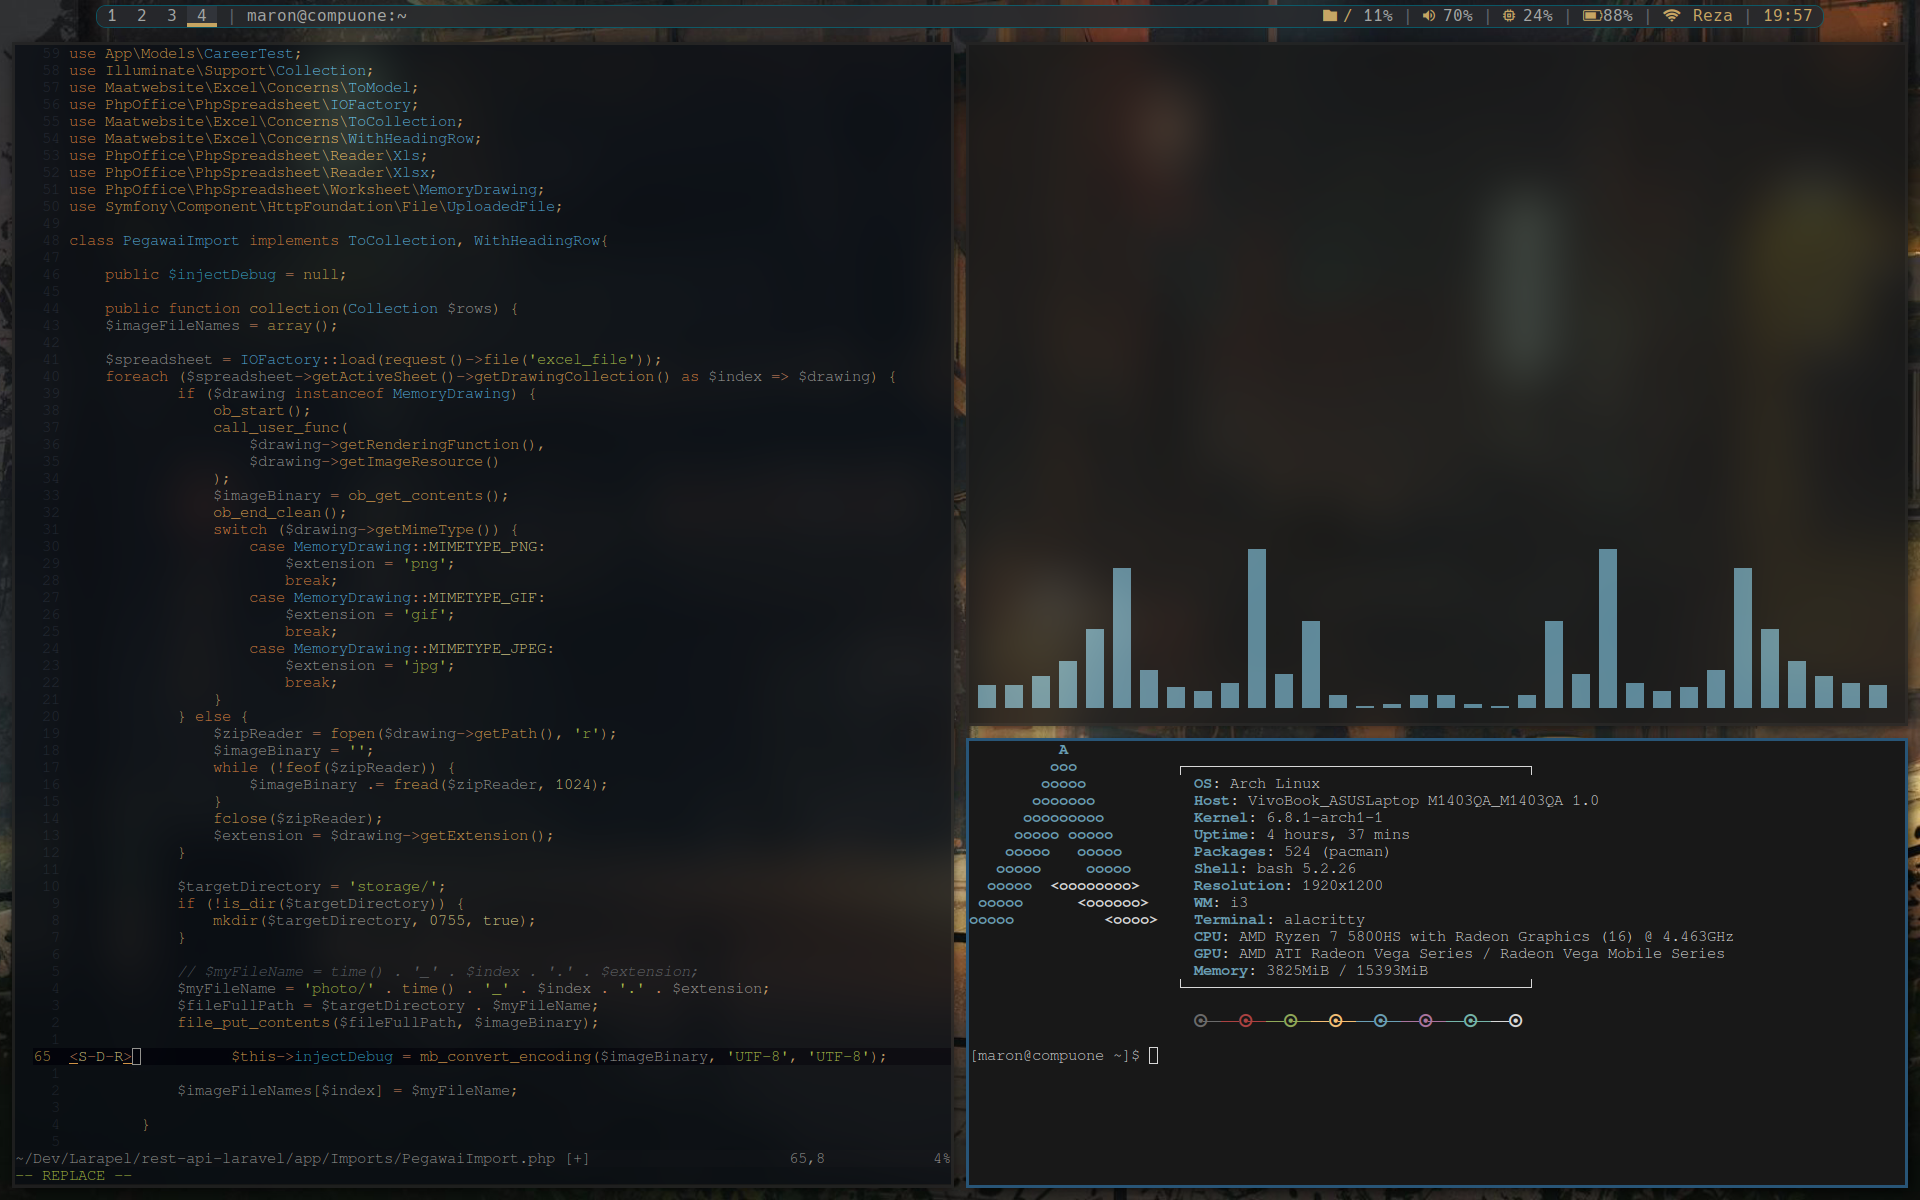 1 2 3 4 | maron@compuone:~
/ 11% | 70% | 24% | 88% | Reza | 19:57
59 use App\Models\CareerTest;
58 use Illuminate\Support\Collection;
57 use Maatwebsite\Excel\Concerns\ToModel;
56 use PhpOffice\PhpSpreadsheet\IOFactory;
55 use Maatwebsite\Excel\Concerns\ToCollection;
54 use Maatwebsite\Excel\Concerns\WithHeadingRow;
53 use PhpOffice\PhpSpreadsheet\Reader\Xls;
52 use PhpOffice\PhpSpreadsheet\Reader\Xlsx;
51 use PhpOffice\PhpSpreadsheet\Worksheet\MemoryDrawing;
50 use Symfony\Component\HttpFoundation\File\UploadedFile;
49
48 class PegawaiImport implements ToCollection, WithHeadingRow{
47
46     public $injectDebug = null;
45
44     public function collection(Collection $rows) {
43     $imageFileNames = array();
42
41     $spreadsheet = IOFactory::load(request()->file('excel_file'));
40     foreach ($spreadsheet->getActiveSheet()->getDrawingCollection() as $index => $drawing) {
39             if ($drawing instanceof MemoryDrawing) {
38                 ob_start();
37                 call_user_func(
36                     $drawing->getRenderingFunction(),
35                     $drawing->getImageResource()
34                 );
33                 $imageBinary = ob_get_contents();
32                 ob_end_clean();
31                 switch ($drawing->getMimeType()) {
30                     case MemoryDrawing::MIMETYPE_PNG:
29                         $extension = 'png';
28                         break;
27                     case MemoryDrawing::MIMETYPE_GIF:
26                         $extension = 'gif';
25                         break;
24                     case MemoryDrawing::MIMETYPE_JPEG:
23                         $extension = 'jpg';
22                         break;
21                 }
20             } else {
19                 $zipReader = fopen($drawing->getPath(), 'r');
18                 $imageBinary = '';
17                 while (!feof($zipReader)) {
16                     $imageBinary .= fread($zipReader, 1024);
15                 }
14                 fclose($zipReader);
13                 $extension = $drawing->getExtension();
12             }
11
10             $targetDirectory = 'storage/';
9             if (!is_dir($targetDirectory)) {
8                 mkdir($targetDirectory, 0755, true);
7             }
6
5             // $myFileName = time() . '_' . $index . '.' . $extension;
4             $myFileName = 'photo/' . time() . '_' . $index . '.' . $extension;
3             $fileFullPath = $targetDirectory . $myFileName;
2             file_put_contents($fileFullPath, $imageBinary);
1
65  <S-D-R>          $this->injectDebug = mb_convert_encoding($imageBinary, 'UTF-8', 'UTF-8');
1
2             $imageFileNames[$index] = $myFileName;
3
4         }
5
~/Dev/Larapel/rest-api-laravel/app/Imports/PegawaiImport.php [+] 65,8 4%
-- REPLACE --
A
ooo
ooooo
ooooooo
ooooooooo
ooooo ooooo
ooooo   ooooo
ooooo     ooooo
ooooo  <oooooooo>
ooooo      <oooooo>
ooooo          <oooo>
OS: Arch Linux
Host: VivoBook_ASUSLaptop M1403QA_M1403QA 1.0
Kernel: 6.8.1-arch1-1
Uptime: 4 hours, 37 mins
Packages: 524 (pacman)
Shell: bash 5.2.26
Resolution: 1920x1200
WM: i3
Terminal: alacritty
CPU: AMD Ryzen 7 5800HS with Radeon Graphics (16) @ 4.463GHz
GPU: AMD ATI Radeon Vega Series / Radeon Vega Mobile Series
Memory: 3825MiB / 15393MiB
[maron@compuone ~]$